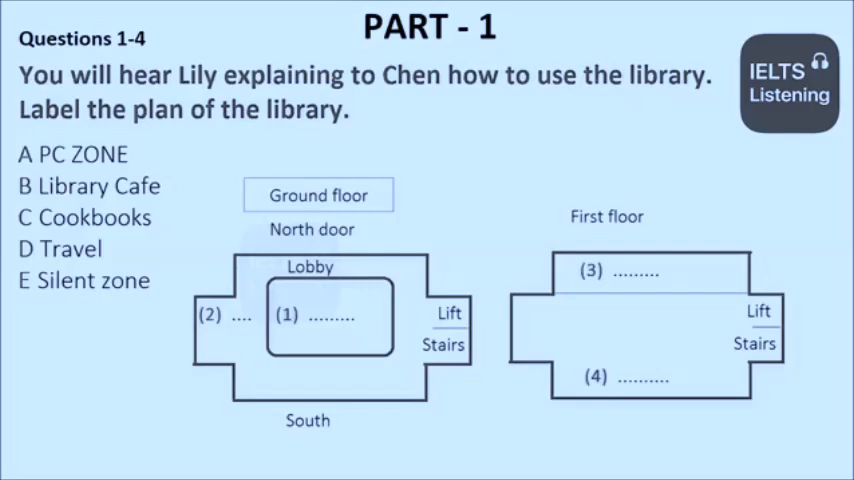 PART - 1
Questions 1-4
IELTS
Listening
You will hear Lily explaining to Chen how to use the library.
Label the plan of the library.
A PC ZONE
B Library Cafe
C Cookbooks
D Travel
E Silent zone
Ground floor
North door
Lobby
(2) ....
(1) .........
Lift
Stairs
South
First floor
(3) .........
Lift
Stairs
(4) ..........